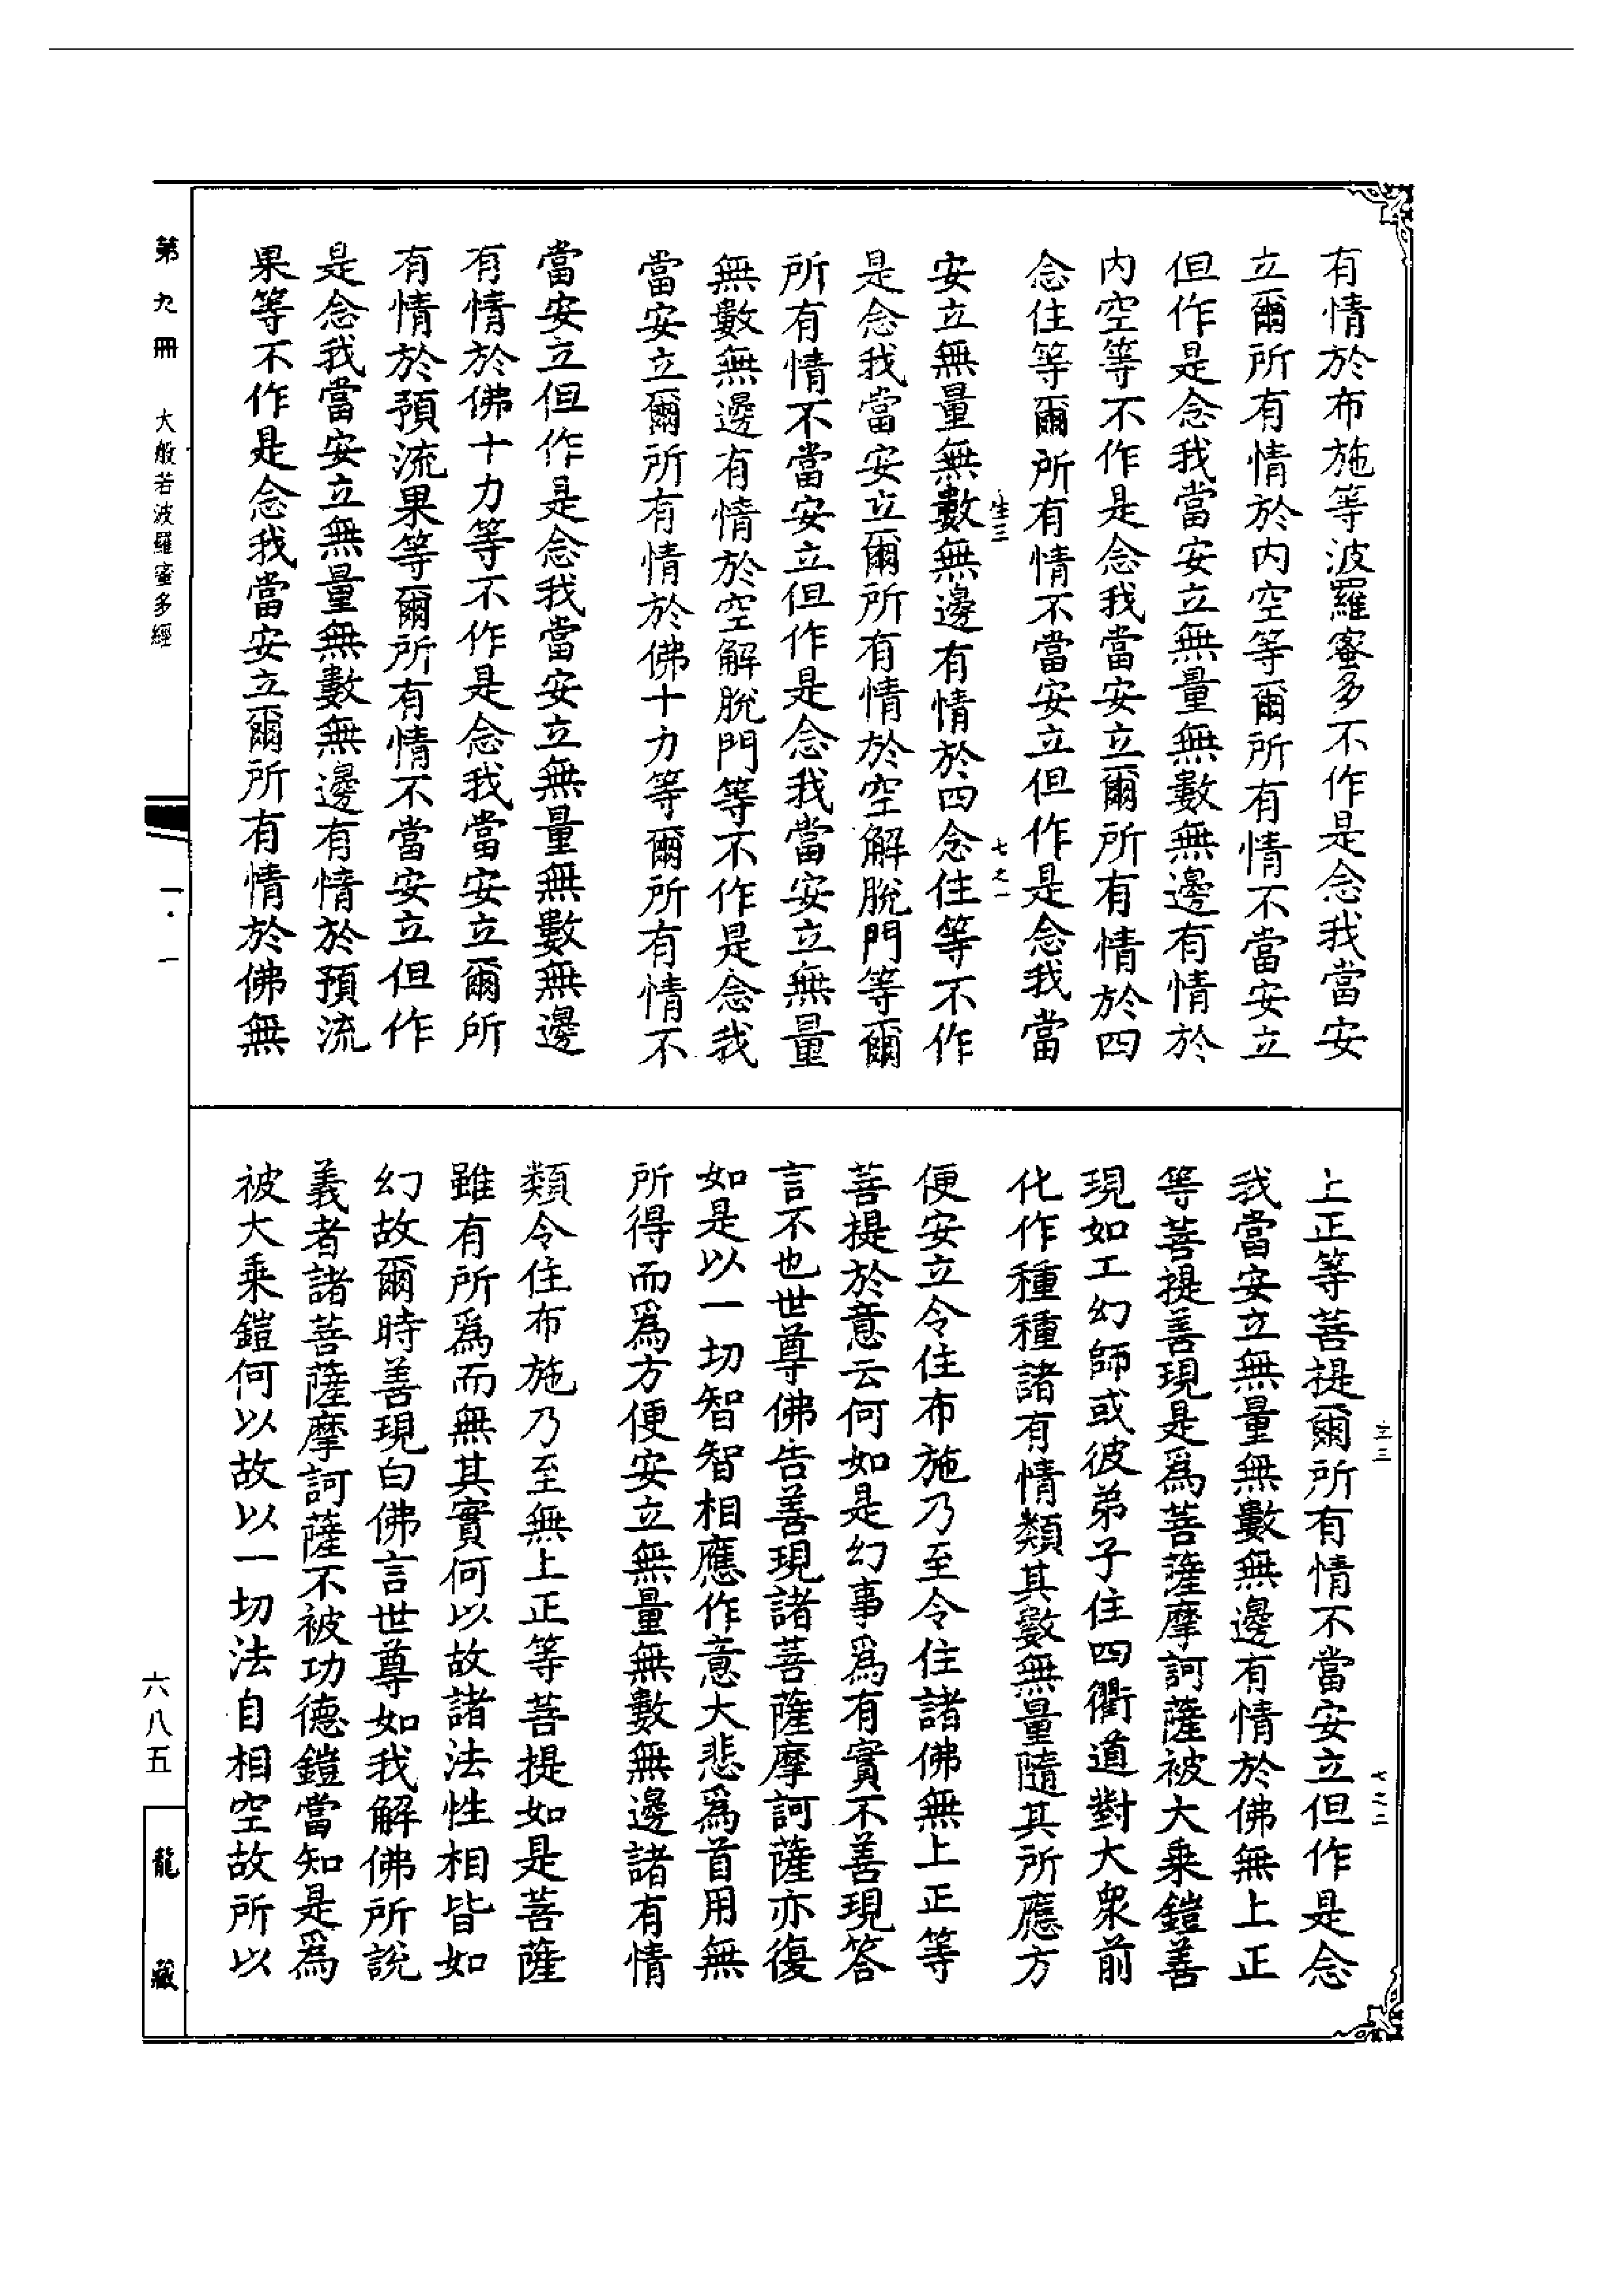 有情於布施等波羅蜜多不作是念我當安
立爾所有情於内空等爾所有情不當安立
但作是念我當安立無量無數無邊有情於
内空等不作是念我當安立爾所有情於四
念住等爾所有情不當安立但作是念我當
生三
七之一
安立無量無數無邊有情於四念住等不作
是念我當安立爾所有情於空解脫門等爾
所有情不當安立但作是念我當安立無量
無數無邊有情於空解脫門等不作是念我
當安立爾所有情於佛十力等爾所有情不
當安立但作是念我當安立無量無數無邊
有情於佛十力等不作是念我當安立爾所
有情於預流果等爾所有情不當安立但作
是念我當安立無量無數無邊有情於預流
果等不作是念我當安立爾所有情於佛無
七之二
上正等菩提爾所有情不當安立但作是念
我當安立無量無數無邊有情於佛無上正
等菩提善現是爲菩薩摩訶薩被大乘鎧善
現如工幻師或彼弟子住四衢道對大衆前
化作種種諸有情類其數無量隨其所應方
便安立令住布施乃至令住諸佛無上正等
菩提於意云何如是幻事爲有實不善現答
言不也世尊佛告善現諸菩薩摩訶薩亦復
如是以一切智智相應作意大悲爲首用無
所得而爲方便安立無量無數無邊諸有情
類令住布施乃至無上正等菩提如是菩薩
雖有所爲而無其實何以故諸法性相皆如
幻故爾時善現白佛言世尊如我解佛所說
義者諸菩薩摩訶薩不被功德鎧當知是爲
被大乘鎧何以故以一切法自相空故所以
第九冊 大般若波羅蜜多經
一·一
六八五
龍藏